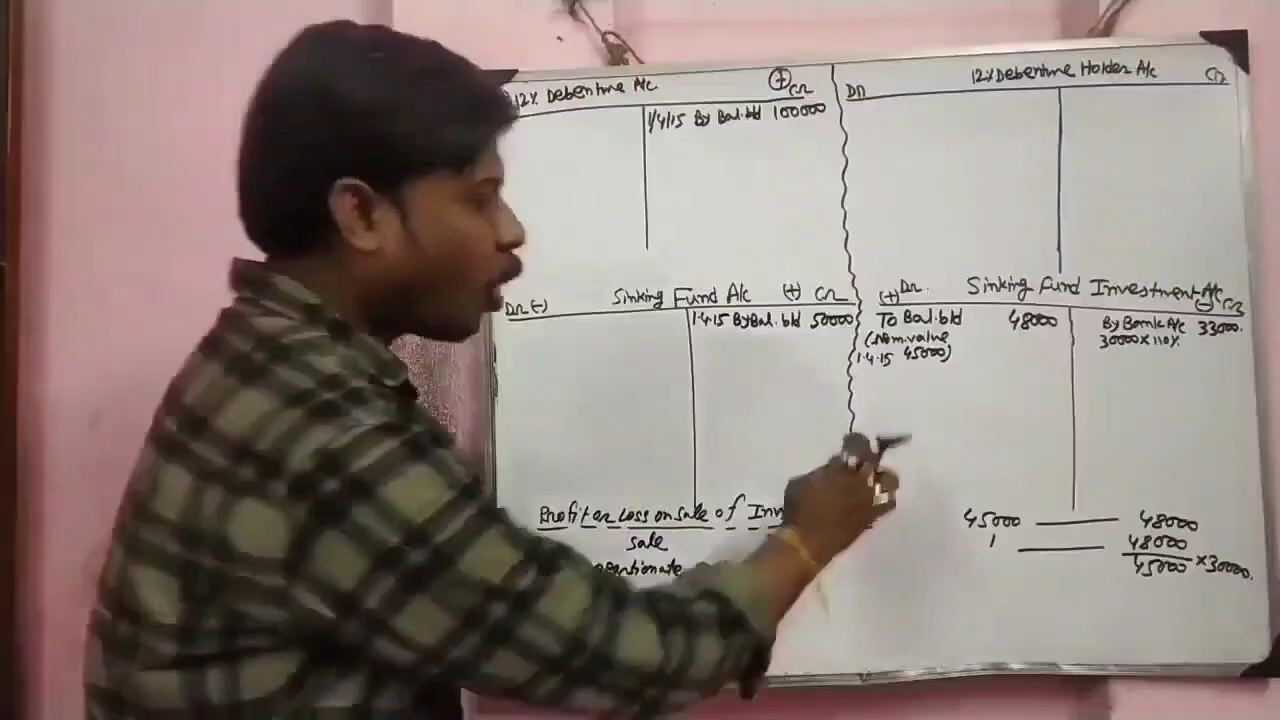 12% Debenture A/c (+) Cr
1/4/15 By Bal. b/d 100000
12% Debenture Holder A/c
Dr Cr
Sinking Fund A/c
Dr (-) (+) Cr
1.4.15 By Bal. b/d 50000
Sinking Fund Investment A/c
(+) Dr. (-) Cr
To Bal. b/d 48000
(Nom. value
1.4.15 45000)
By Bank A/c 33000.
30000 x 110%
Profit or Loss on Sale of Inv
Sale
45000 — 48000
1 — 48000
45000 x 30000.